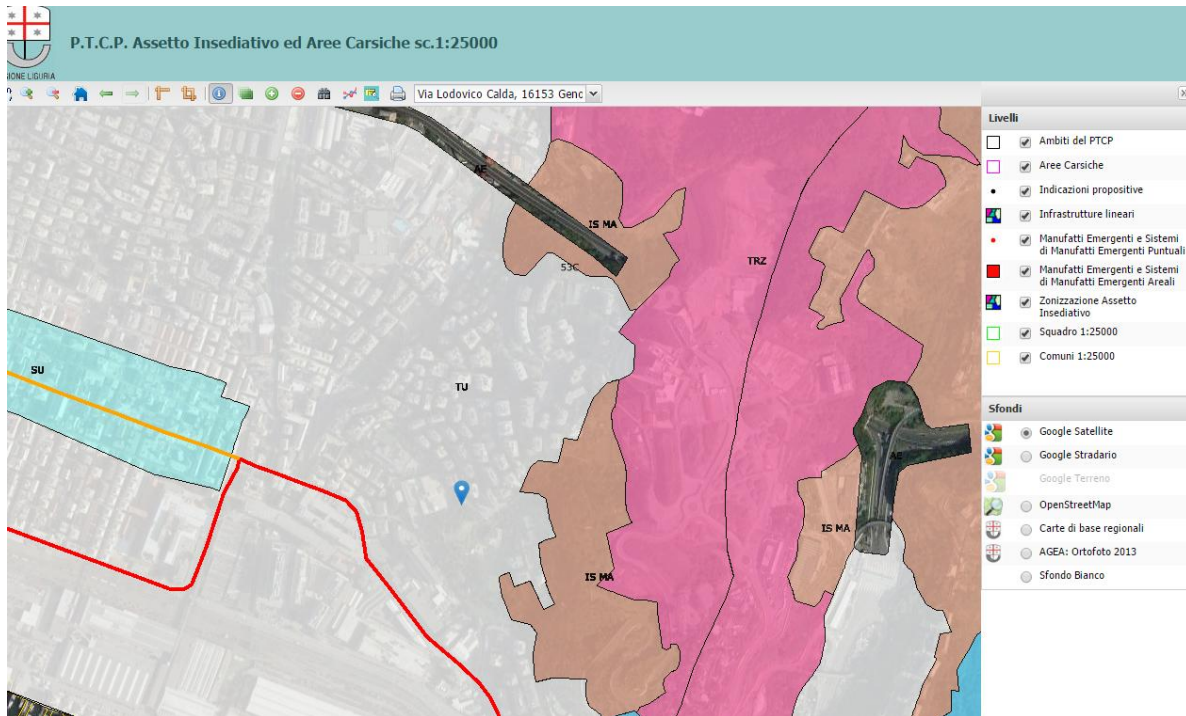 P.T.C.P. Assetto Insediativo ed Aree Carsiche sc.1:25000
REGIONE LIGURIA
Via Lodovico Calda, 16153 Genc
AE
IS MA
53C
TRZ
SU
TU
AE
IS MA
IS MA
Livelli
Ambiti del PTCP
Aree Carsiche
Indicazioni propositive
Infrastrutture lineari
Manufatti Emergenti e Sistemi
di Manufatti Emergenti Puntuali
Manufatti Emergenti e Sistemi
di Manufatti Emergenti Areali
Zonizzazione Assetto
Insediativo
Squadro 1:25000
Comuni 1:25000
Sfondi
Google Satellite
Google Stradario
Google Terreno
OpenStreetMap
Carte di base regionali
AGEA: Ortofoto 2013
Sfondo Bianco